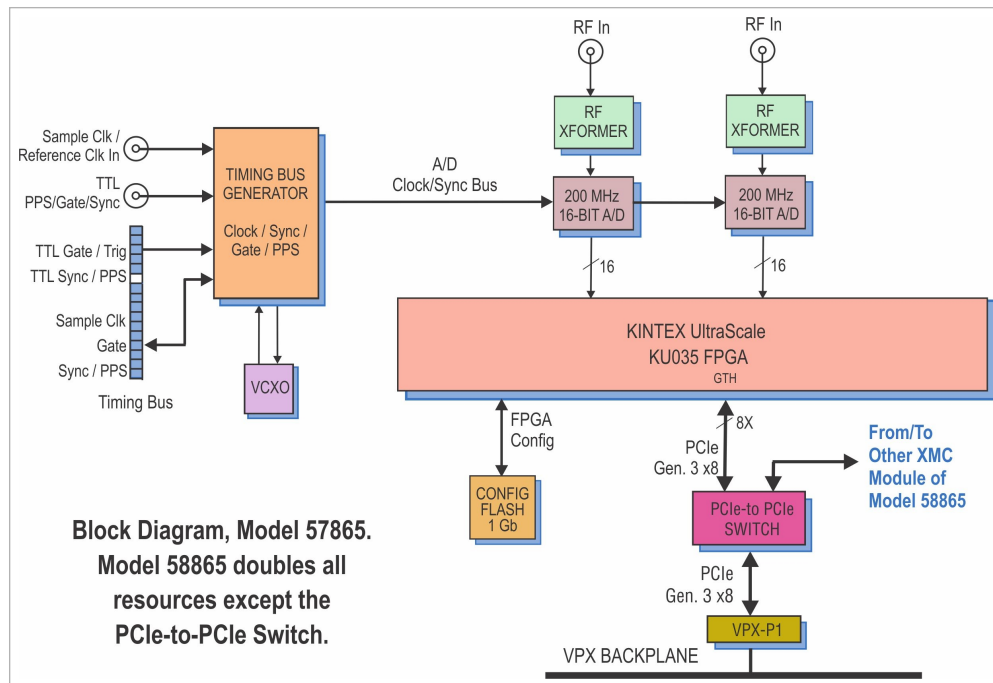 RF In
RF In
RF
XFORMER
RF
XFORMER
Sample Clk /
Reference Clk In
TTL
PPS/Gate/Sync
TTL Gate / Trig
TTL Sync / PPS
Sample Clk
Gate
Sync / PPS
Timing Bus
TIMING BUS
GENERATOR
Clock / Sync /
Gate / PPS
VCXO
A/D
Clock/Sync Bus
200 MHz
16-BIT A/D
200 MHz
16-BIT A/D
16
16
KINTEX UltraScale
KU035 FPGA
GTH
FPGA
Config
CONFIG
FLASH
1 Gb
8X
PCIe
Gen. 3 x8
From/To
Other XMC
Module of
Model 58865
PCIe-to PCIe
SWITCH
PCIe
Gen. 3 x8
VPX-P1
VPX BACKPLANE
Block Diagram, Model 57865.
Model 58865 doubles all
resources except the
PCIe-to-PCIe Switch.